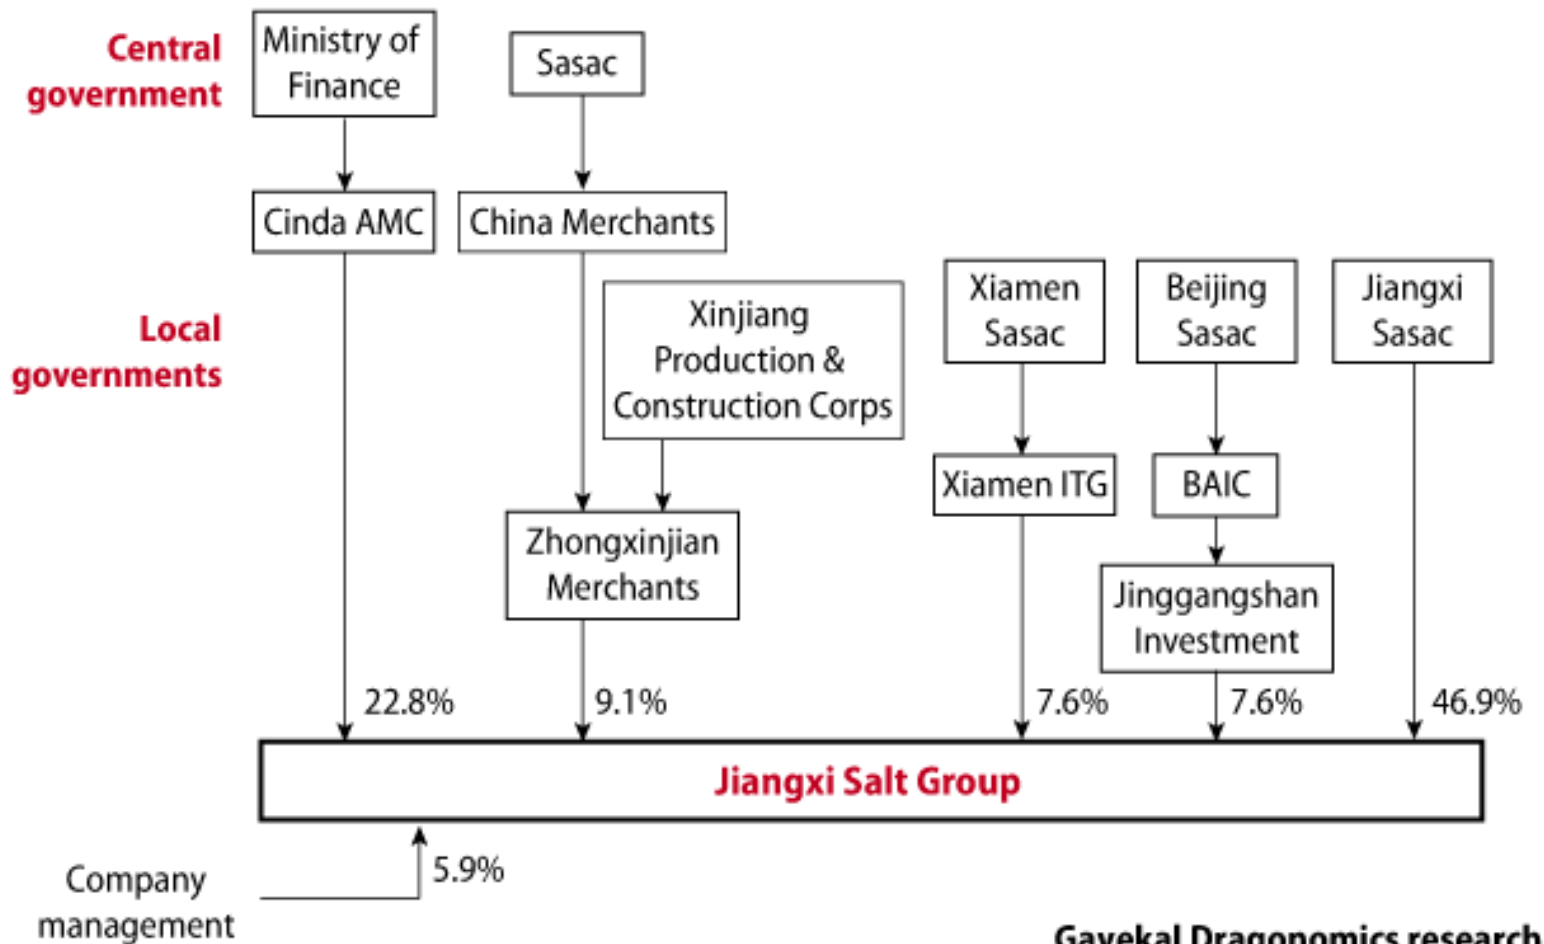 Central
government
Ministry of
Finance
Sasac
Cinda AMC
China Merchants
Local
governments
Xinjiang
Production &
Construction Corps
Xiamen
Sasac
Beijing
Sasac
Jiangxi
Sasac
Xiamen ITG
BAIC
Zhongxinjian
Merchants
Jinggangshan
Investment
22.8%
9.1%
7.6%
7.6%
46.9%
Jiangxi Salt Group
Company
management
5.9%
Gavekal Dragonomics research